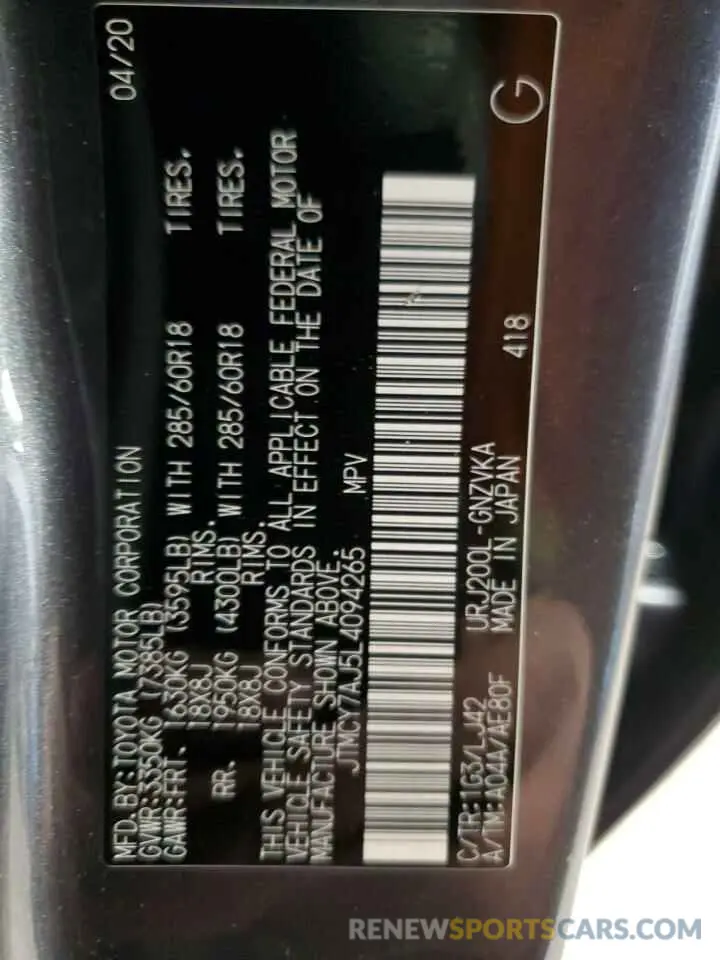 MFD. BY: TOYOTA MOTOR CORPORATION 04/20
GVWR: 3350KG (7385LB)
GAWR: FRT. 1630KG (3595LB) WITH 285/60R18 TIRES.
18X8J RIMS.
RR. 1950KG (4300LB) WITH 285/60R18 TIRES.
18X8J RIMS.
THIS VEHICLE CONFORMS TO ALL APPLICABLE FEDERAL MOTOR
VEHICLE SAFETY STANDARDS IN EFFECT ON THE DATE OF
MANUFACTURE SHOWN ABOVE.
JTMCY7AJ5L4094265 MPV
C/TR: 1G3/LJ42 URJ200L-GNZVKA 418
A/TM: A04A/AE80F MADE IN JAPAN G
RENEWSPORTSCARS.COM